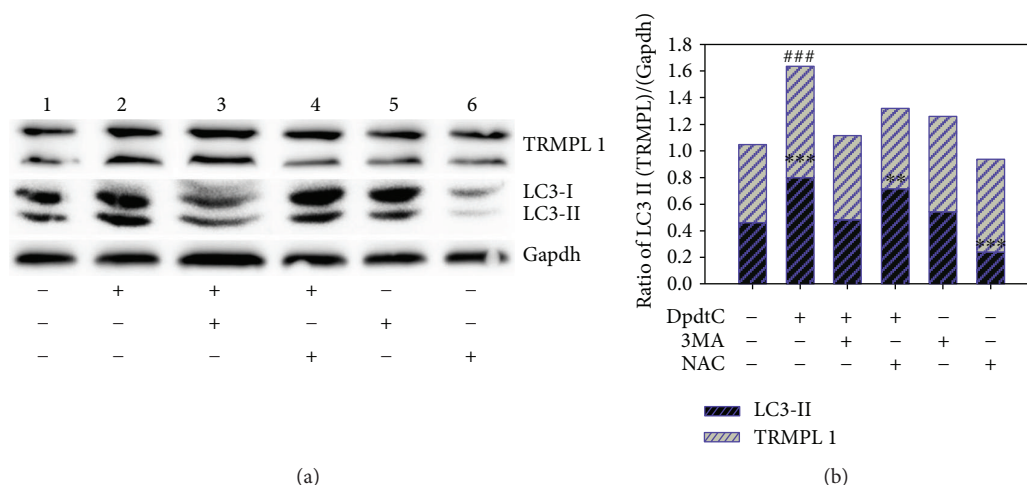 1 2 3 4 5 6
TRMPL 1
LC3-I
LC3-II
Gapdh
− + + + − −
− − + − + −
− − − + − +
(a)
Ratio of LC3 II (TRMPL)/(Gapdh)
1.8
1.6
1.4
1.2
1.0
0.8
0.6
0.4
0.2
0.0
###
***
**
***
DpdtC − + + + − −
3MA − − + − + −
NAC − − − + − +
LC3-II
TRMPL 1
(b)